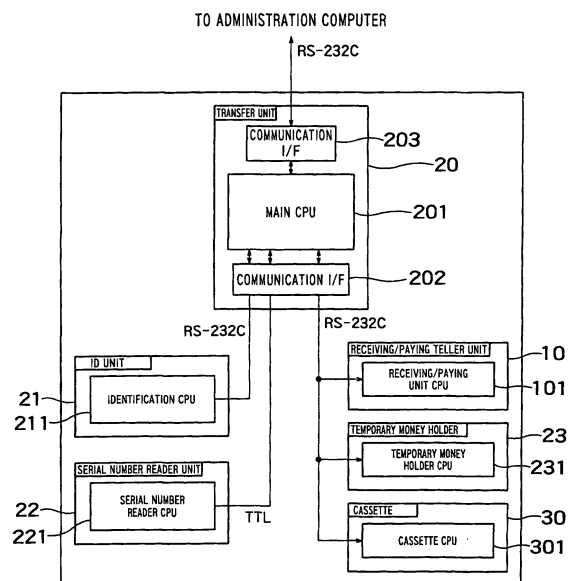 TO ADMINISTRATION COMPUTER
RS-232C
TRANSFER UNIT
COMMUNICATION
I/F
203
20
MAIN CPU
201
COMMUNICATION I/F
202
RS-232C
RS-232C
ID UNIT
IDENTIFICATION CPU
21
211
RECEIVING/PAYING TELLER UNIT
RECEIVING/PAYING
UNIT CPU
10
101
TEMPORARY MONEY HOLDER
TEMPORARY MONEY
HOLDER CPU
23
231
SERIAL NUMBER READER UNIT
SERIAL NUMBER
READER CPU
22
221
TTL
CASSETTE
CASSETTE CPU
30
301